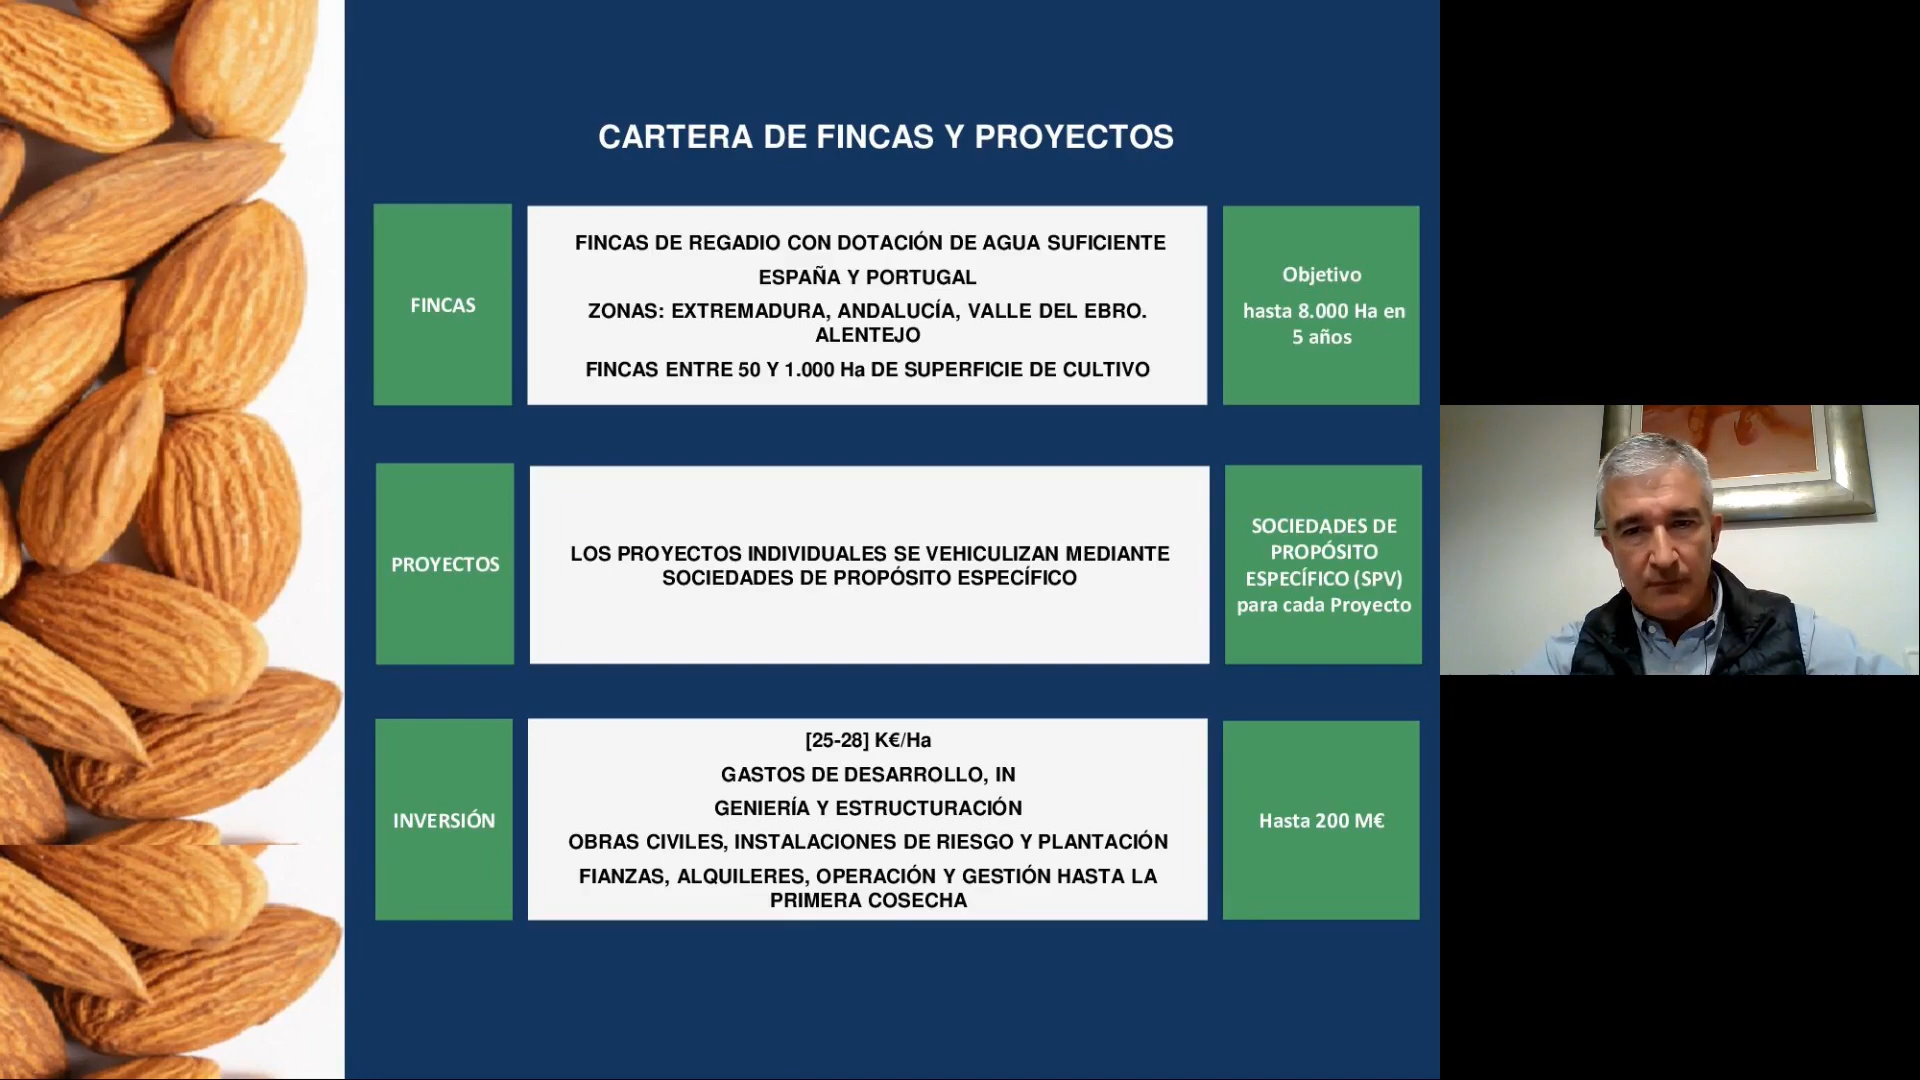 CARTERA DE FINCAS Y PROYECTOS
FINCAS
FINCAS DE REGADIO CON DOTACIÓN DE AGUA SUFICIENTE
ESPAÑA Y PORTUGAL
ZONAS: EXTREMADURA, ANDALUCÍA, VALLE DEL EBRO.
ALENTEJO
FINCAS ENTRE 50 Y 1.000 Ha DE SUPERFICIE DE CULTIVO
Objetivo
hasta 8.000 Ha en
5 años
PROYECTOS
LOS PROYECTOS INDIVIDUALES SE VEHICULIZAN MEDIANTE
SOCIEDADES DE PROPÓSITO ESPECÍFICO
SOCIEDADES DE
PROPÓSITO
ESPECÍFICO (SPV)
para cada Proyecto
INVERSIÓN
[25-28] K€/Ha
GASTOS DE DESARROLLO, IN
GENIERÍA Y ESTRUCTURACIÓN
OBRAS CIVILES, INSTALACIONES DE RIESGO Y PLANTACIÓN
FIANZAS, ALQUILERES, OPERACIÓN Y GESTIÓN HASTA LA
PRIMERA COSECHA
Hasta 200 M€